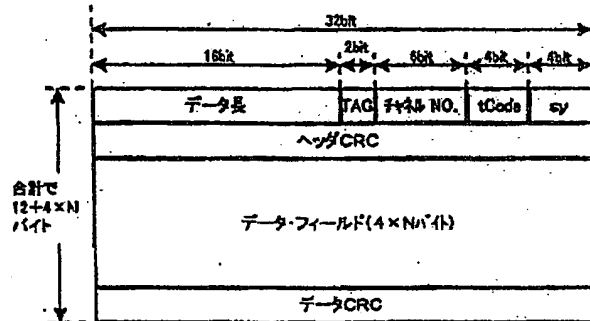 32bit
16bit 2bit 6bit 4bit 4bit
データ長 TAG チャネル NO. tCode sy
ヘッダCRC
合計で
12+4×N
バイト
データ・フィールド(4×Nバイト)
データCRC